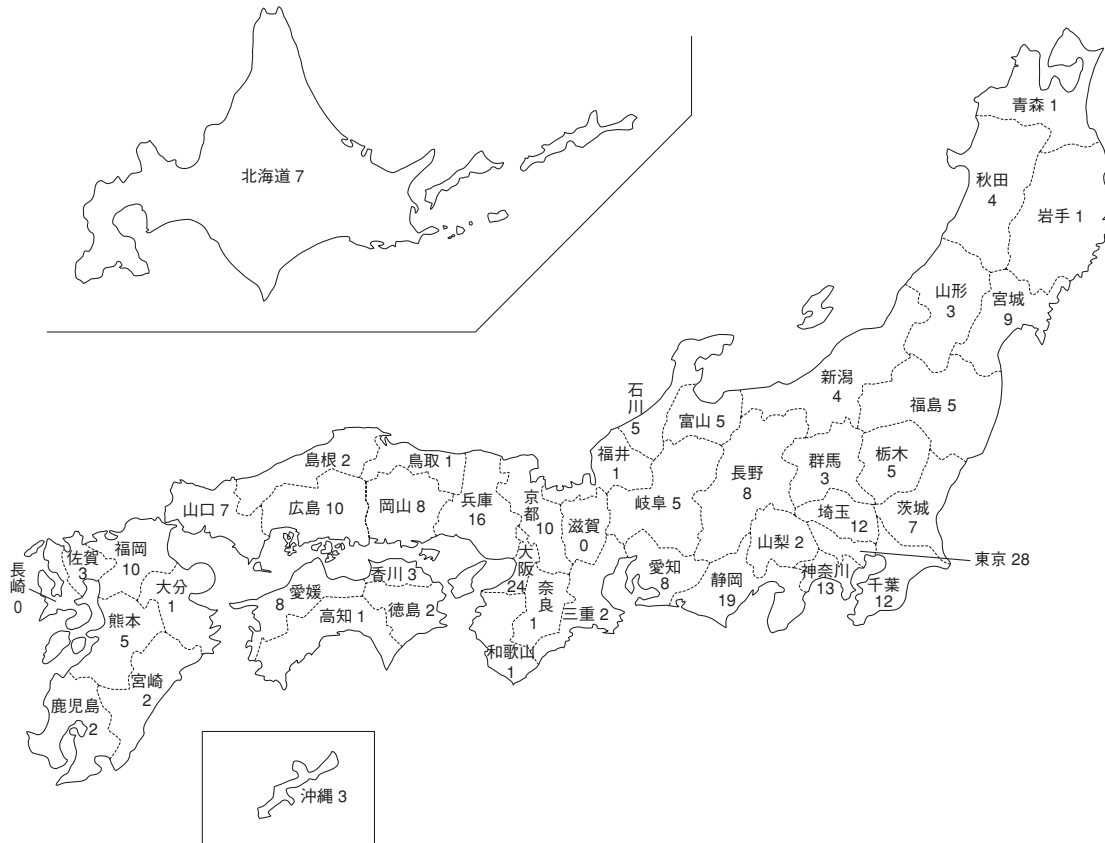 北海道 7
青森 1
秋田
4
岩手 1
山形
3
宮城
9
新潟
4
福島 5
石川
5
富山 5
福井
1
長野
8
群馬
3
栃木
5
茨城
7
埼玉
12
東京 28
神奈川
13
千葉
12
山梨 2
静岡
19
岐阜 5
愛知
8
三重 2
滋賀
0
京都
10
大阪
24
奈良
1
和歌山
1
兵庫
16
鳥取 1
島根 2
岡山 8
広島 10
山口 7
香川 3
徳島 2
愛媛
8
高知 1
福岡
10
佐賀
3
長崎
0
大分
1
熊本
5
宮崎
2
鹿児島
2
沖縄 3